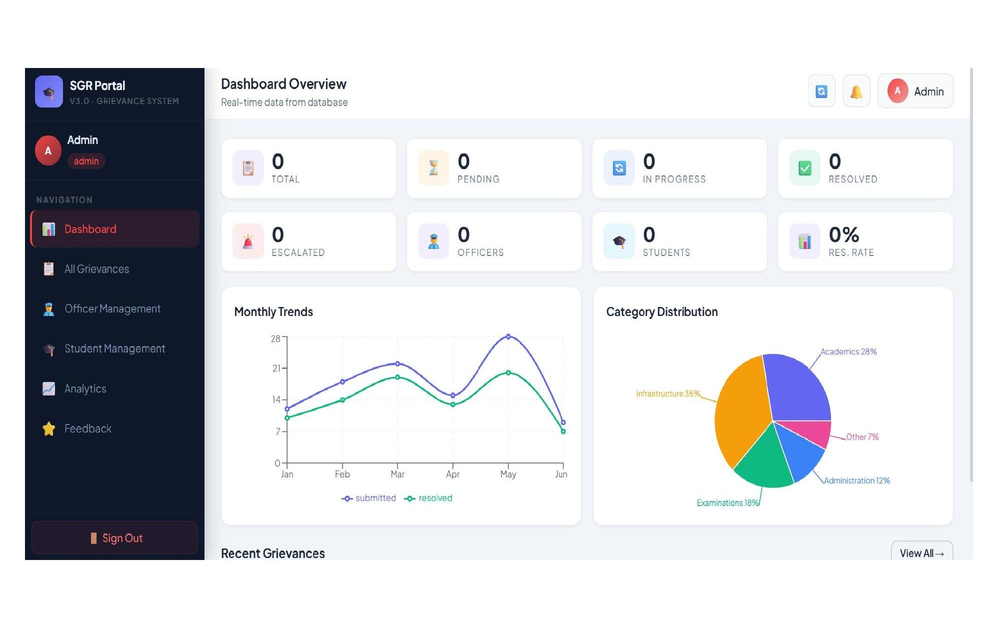 SGR Portal
V3.0 · GRIEVANCE SYSTEM
A
Admin
admin
NAVIGATION
Dashboard
All Grievances
Officer Management
Student Management
Analytics
Feedback
Sign Out
Dashboard Overview
Real-time data from database
A Admin
0
TOTAL
0
PENDING
0
IN PROGRESS
0
RESOLVED
0
ESCALATED
0
OFFICERS
0
STUDENTS
0%
RES. RATE
Monthly Trends
28
21
14
7
0
Jan Feb Mar Apr May Jun
submitted resolved
Category Distribution
Academics 28%
Infrastructure 35%
Other 7%
Administration 12%
Examinations 18%
Recent Grievances
View All →